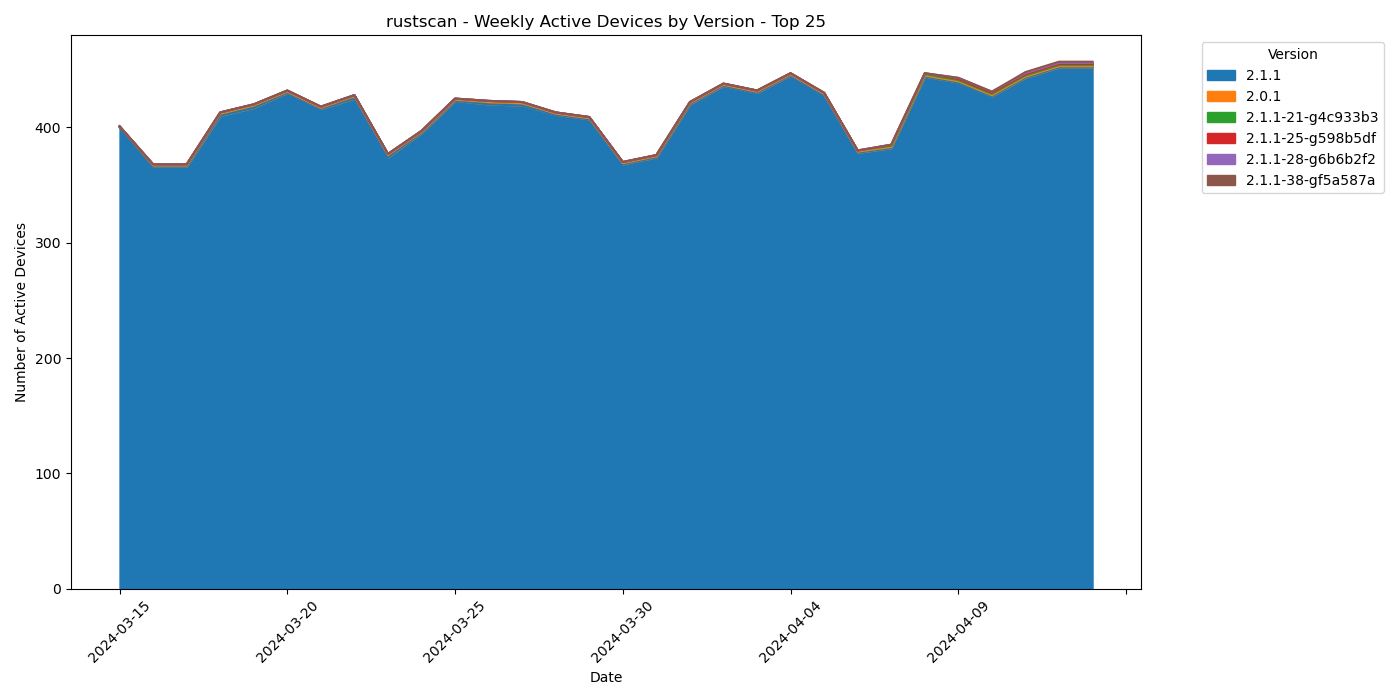 rustscan - Weekly Active Devices by Version - Top 25
Number of Active Devices
400
300
200
100
0
2024-03-15
2024-03-20
2024-03-25
2024-03-30
2024-04-04
2024-04-09
Date
Version
2.1.1
2.0.1
2.1.1-21-g4c933b3
2.1.1-25-g598b5df
2.1.1-28-g6b6b2f2
2.1.1-38-gf5a587a